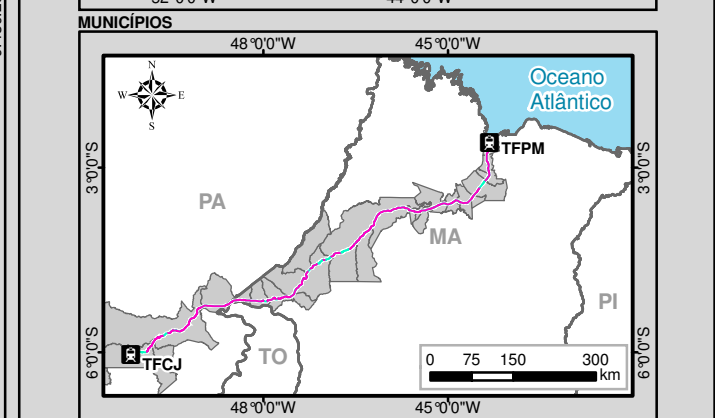 MUNICÍPIOS
48°0'0"W
45°0'0"W
N
W
E
S
Oceano
Atlântico
TFPM
3°0'0"S
3°0'0"S
PA
MA
PI
TO
TFCJ
6°0'0"S
6°0'0"S
0 75 150 300
km
48°0'0"W
45°0'0"W